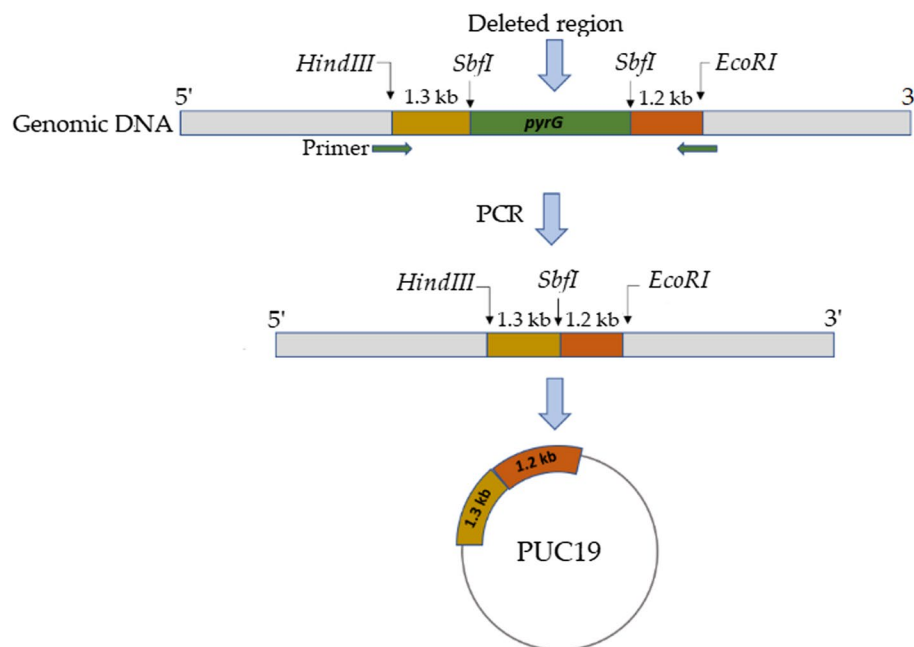 Deleted region
HindIII SbfI SbfI EcoRI
5' 1.3 kb 1.2 kb 3
Genomic DNA pyrG
Primer
PCR
HindIII SbfI EcoRI
5' 1.3 kb 1.2 kb 3'
1.2 kb
1.3 kb
PUC19